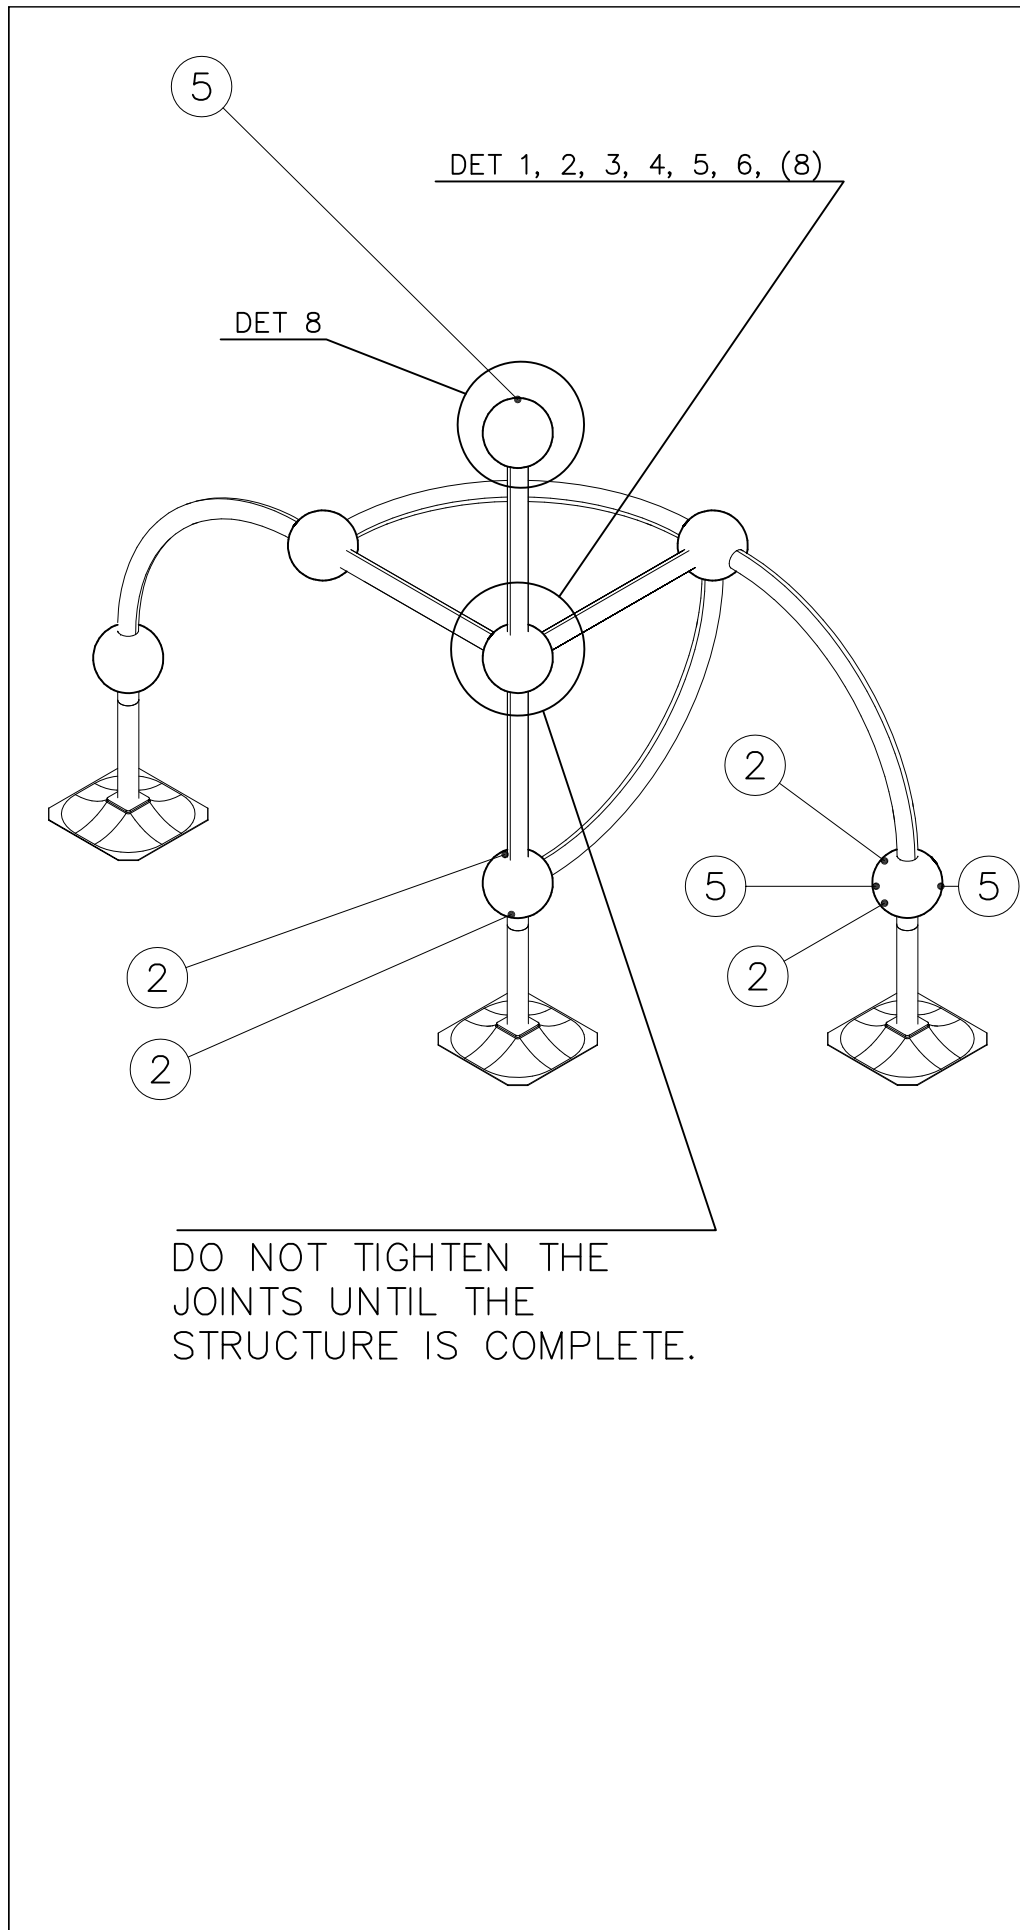 5
DET 1, 2, 3, 4, 5, 6, (8)
DET 8
2
5
5
2
2
2
DO NOT TIGHTEN THE
JOINTS UNTIL THE
STRUCTURE IS COMPLETE.